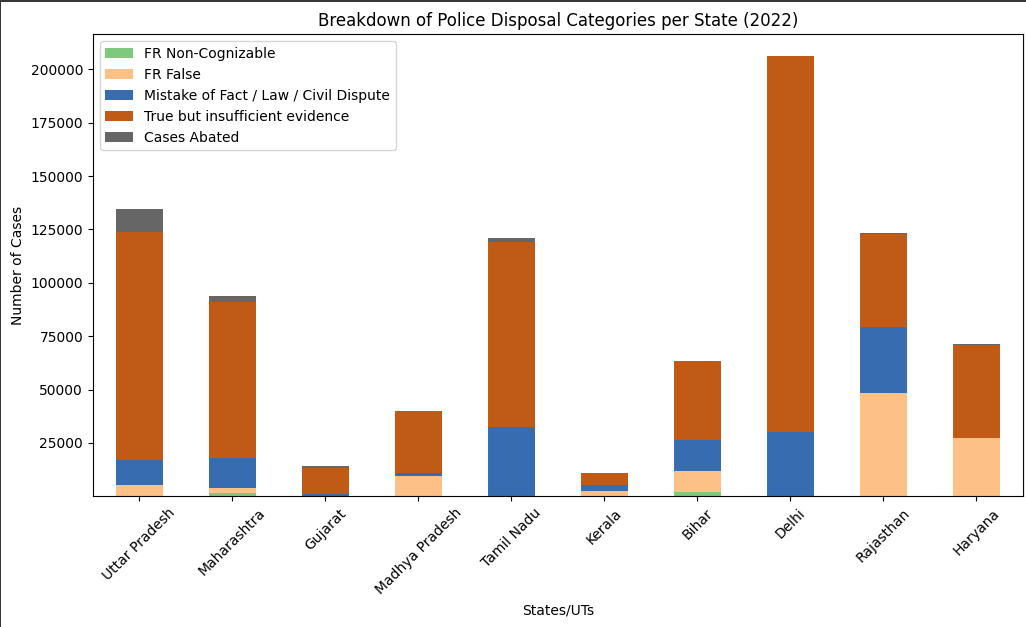 Breakdown of Police Disposal Categories per State (2022)
FR Non-Cognizable
FR False
Mistake of Fact / Law / Civil Dispute
True but insufficient evidence
Cases Abated
Number of Cases
200000
175000
150000
125000
100000
75000
50000
25000
Uttar Pradesh
Maharashtra
Gujarat
Madhya Pradesh
Tamil Nadu
Kerala
Bihar
Delhi
Rajasthan
Haryana
States/UTs